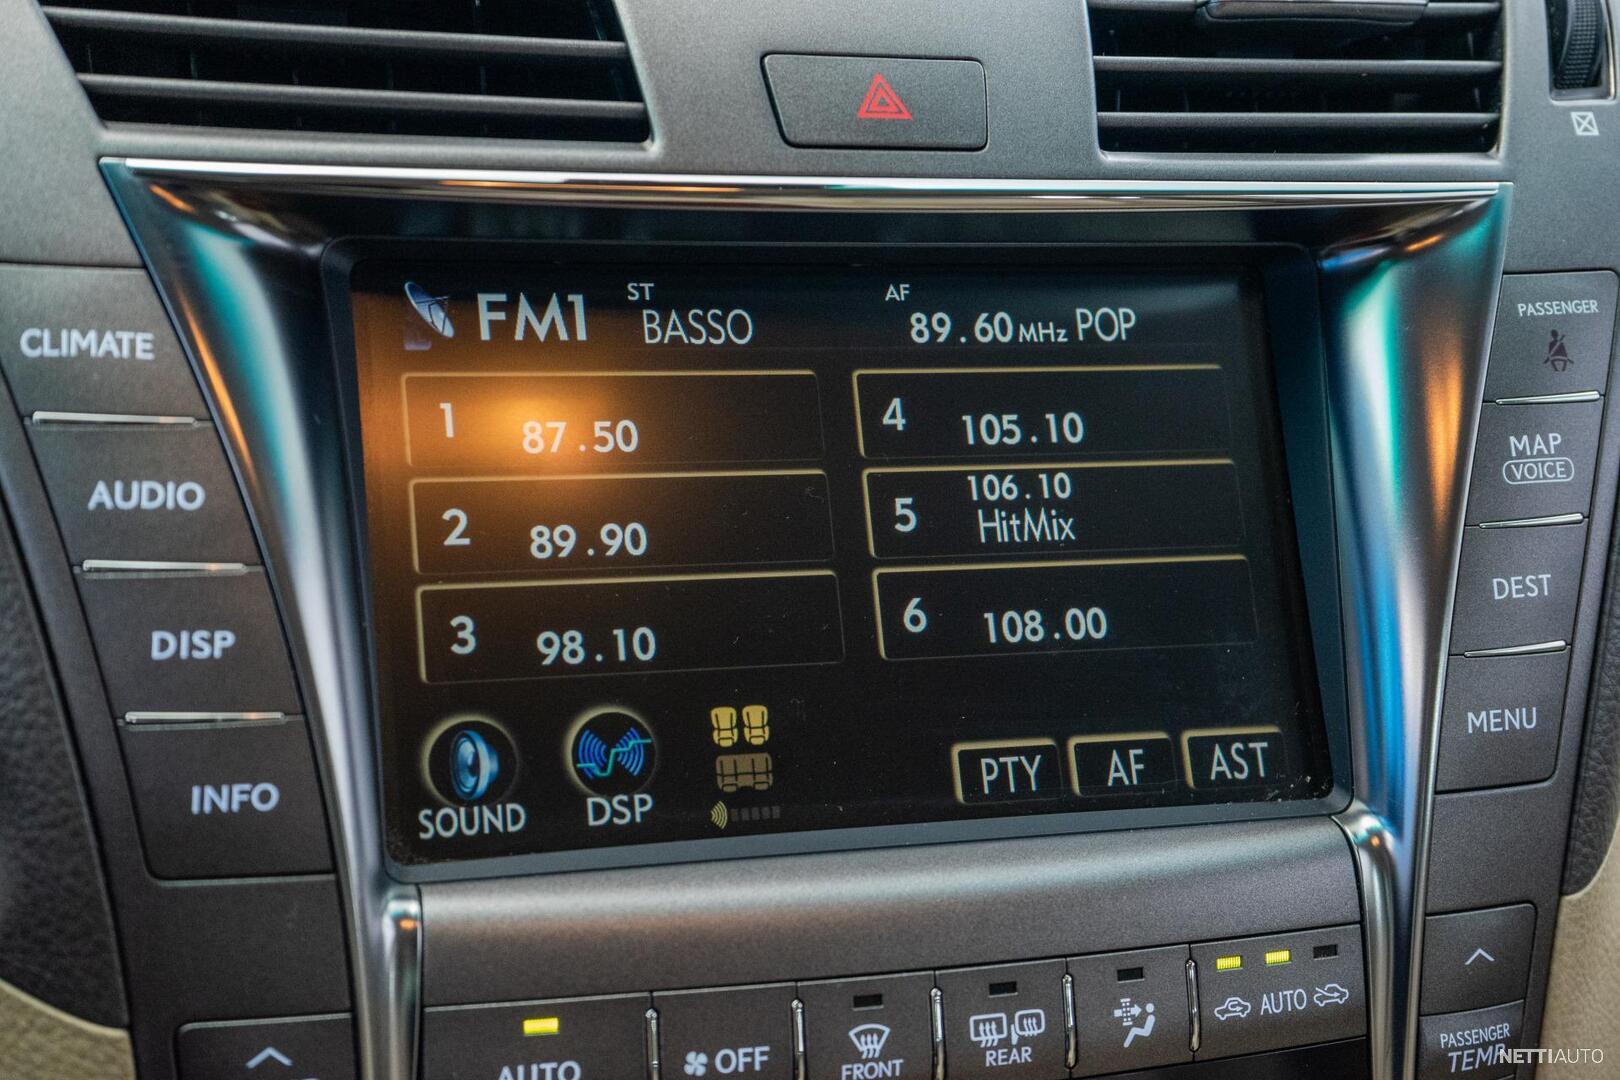 FM1
ST
BASSO
AF
89.60 MHz POP
1 87.50
2 89.90
3 98.10
4 105.10
5 106.10
HitMix
6 108.00
SOUND
DSP
PTY
AF
AST
CLIMATE
AUDIO
DISP
INFO
PASSENGER
MAP
VOICE
DEST
MENU
AUTO
OFF
FRONT
REAR
AUTO
PASSENGER
TEMP
NETTIAUTO